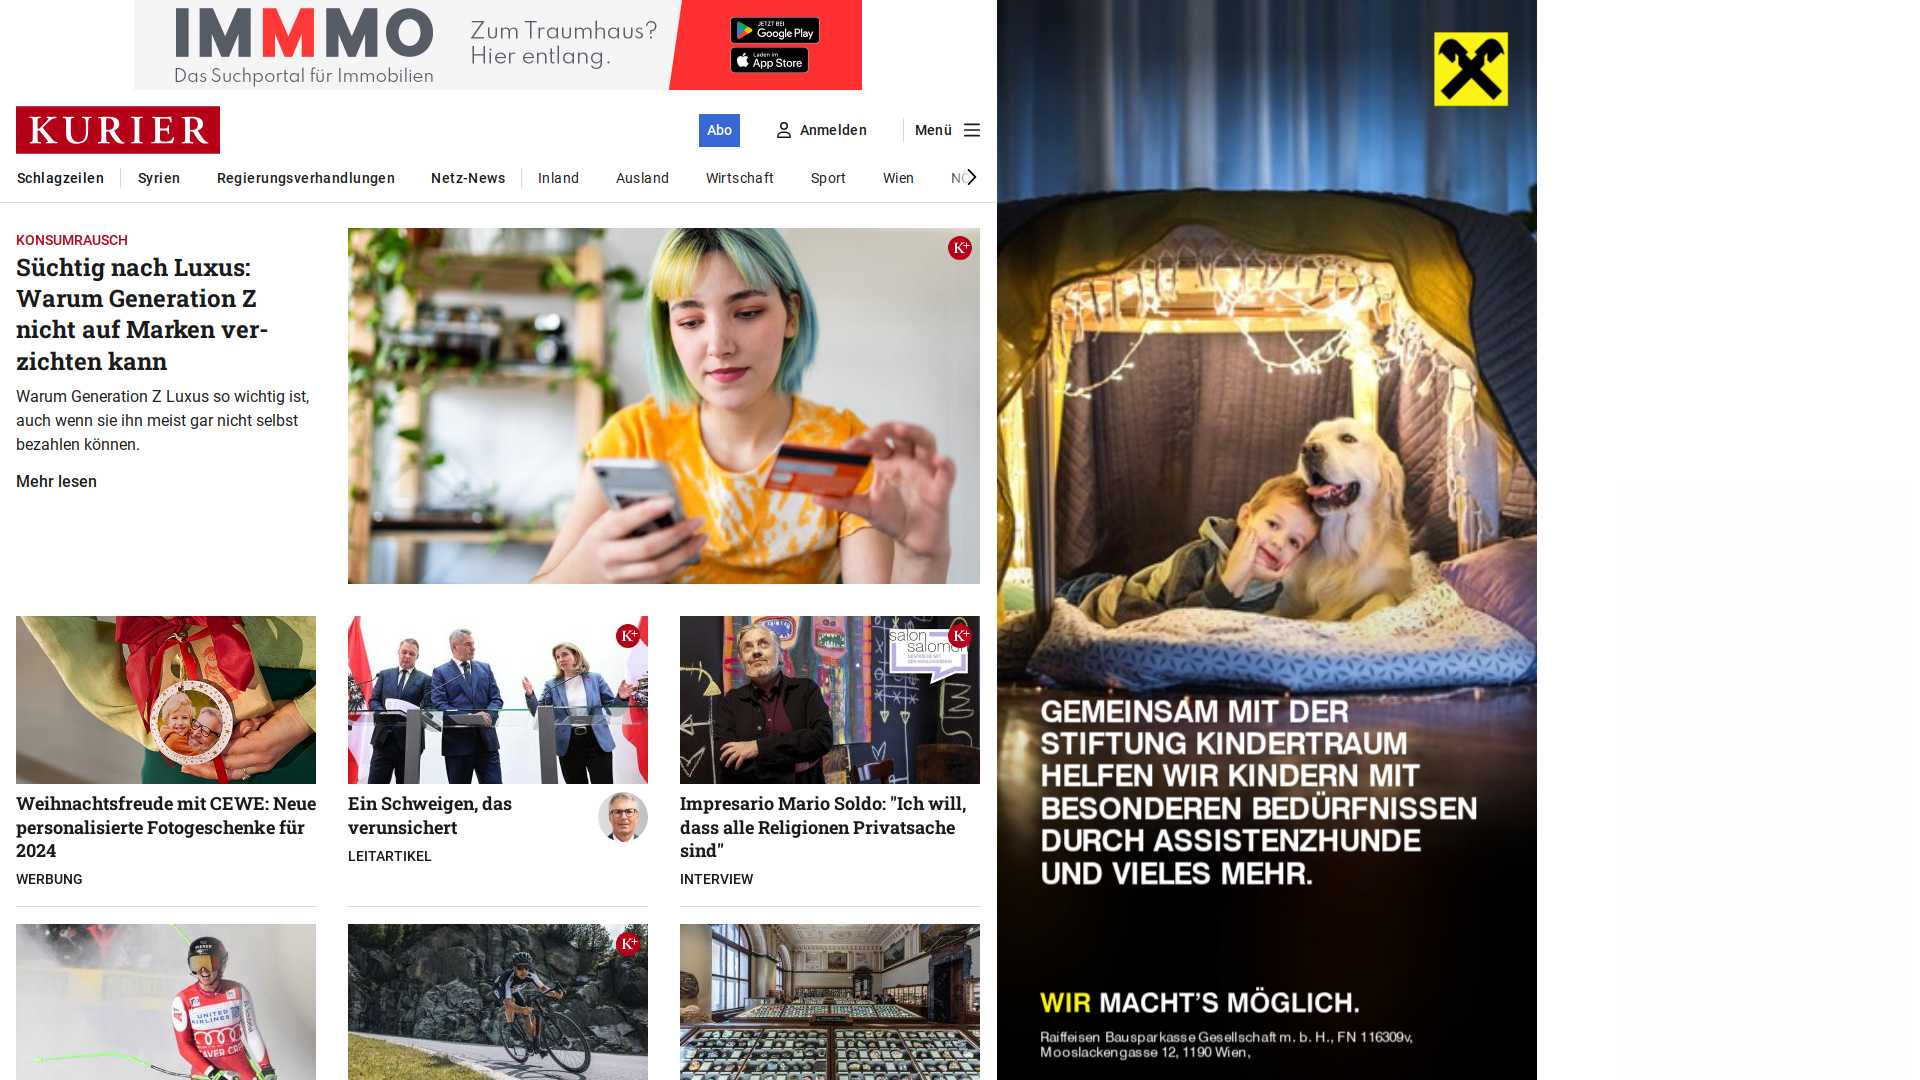 IMMMO
Das Suchportal für Immobilien
Zum Traumhaus?
Hier entlang.
JETZT BEI
Google Play
Laden im
App Store
KURIER
Abo
Anmelden
Menü
Schlagzeilen
Syrien
Regierungsverhandlungen
Netz-News
Inland
Ausland
Wirtschaft
Sport
Wien
NÖ
KONSUMRAUSCH
Süchtig nach Luxus:
Warum Generation Z
nicht auf Marken ver-
zichten kann
Warum Generation Z Luxus so wichtig ist,
auch wenn sie ihn meist gar nicht selbst
bezahlen können.
Mehr lesen
K+
K+
salon
salomon
K+
Weihnachtsfreude mit CEWE: Neue
personalisierte Fotogeschenke für
2024
WERBUNG
Ein Schweigen, das
verunsichert
LEITARTIKEL
Impresario Mario Soldo: "Ich will,
dass alle Religionen Privatsache
sind"
INTERVIEW
UNITED
AIRLINES
K+
GEMEINSAM MIT DER
STIFTUNG KINDERTRAUM
HELFEN WIR KINDERN MIT
BESONDEREN BEDÜRFNISSEN
DURCH ASSISTENZHUNDE
UND VIELES MEHR.
WIR MACHT'S MÖGLICH.
Raiffeisen Bausparkasse Gesellschaft m. b. H., FN 116309v,
Mooslackengasse 12, 1190 Wien,